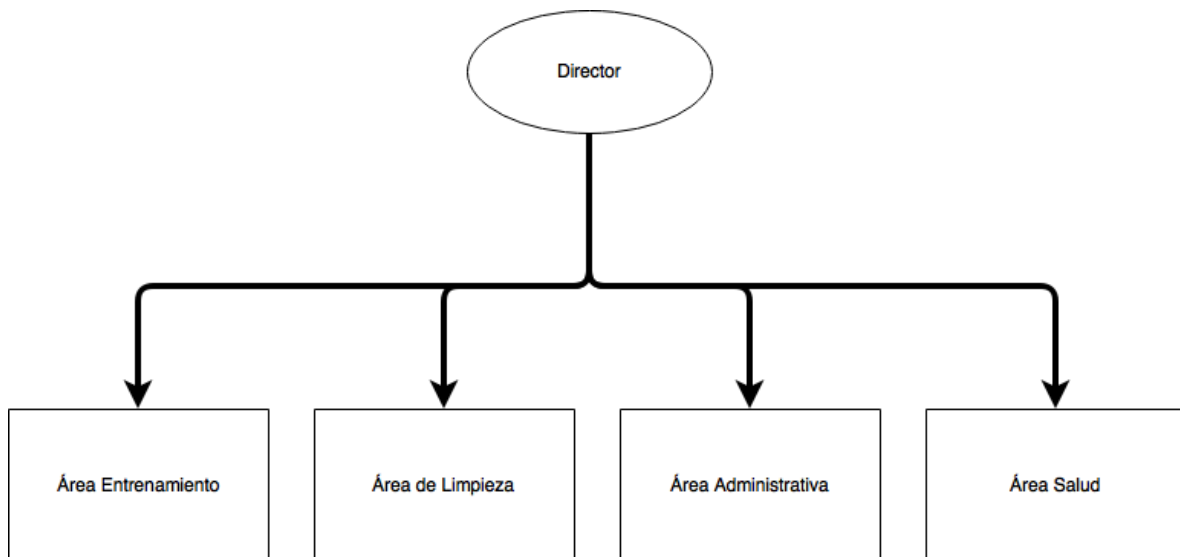 Director
Área Entrenamiento
Área de Limpieza
Área Administrativa
Área Salud